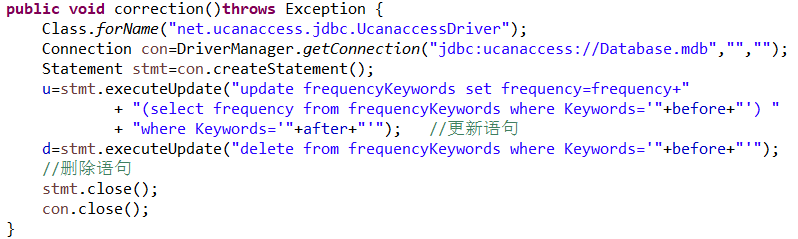 public void correction()throws Exception {
Class.forName("net.ucanaccess.jdbc.UcanaccessDriver");
Connection con=DriverManager.getConnection("jdbc:ucanaccess://Database.mdb","","");
Statement stmt=con.createStatement();
u=stmt.executeUpdate("update frequencyKeywords set frequency=frequency+"
+ "(select frequency from frequencyKeywords where Keywords='"+before+"') "
+ "where Keywords='"+after+"'");   //更新语句
d=stmt.executeUpdate("delete from frequencyKeywords where Keywords='"+before+"'");
//删除语句
stmt.close();
con.close();
}